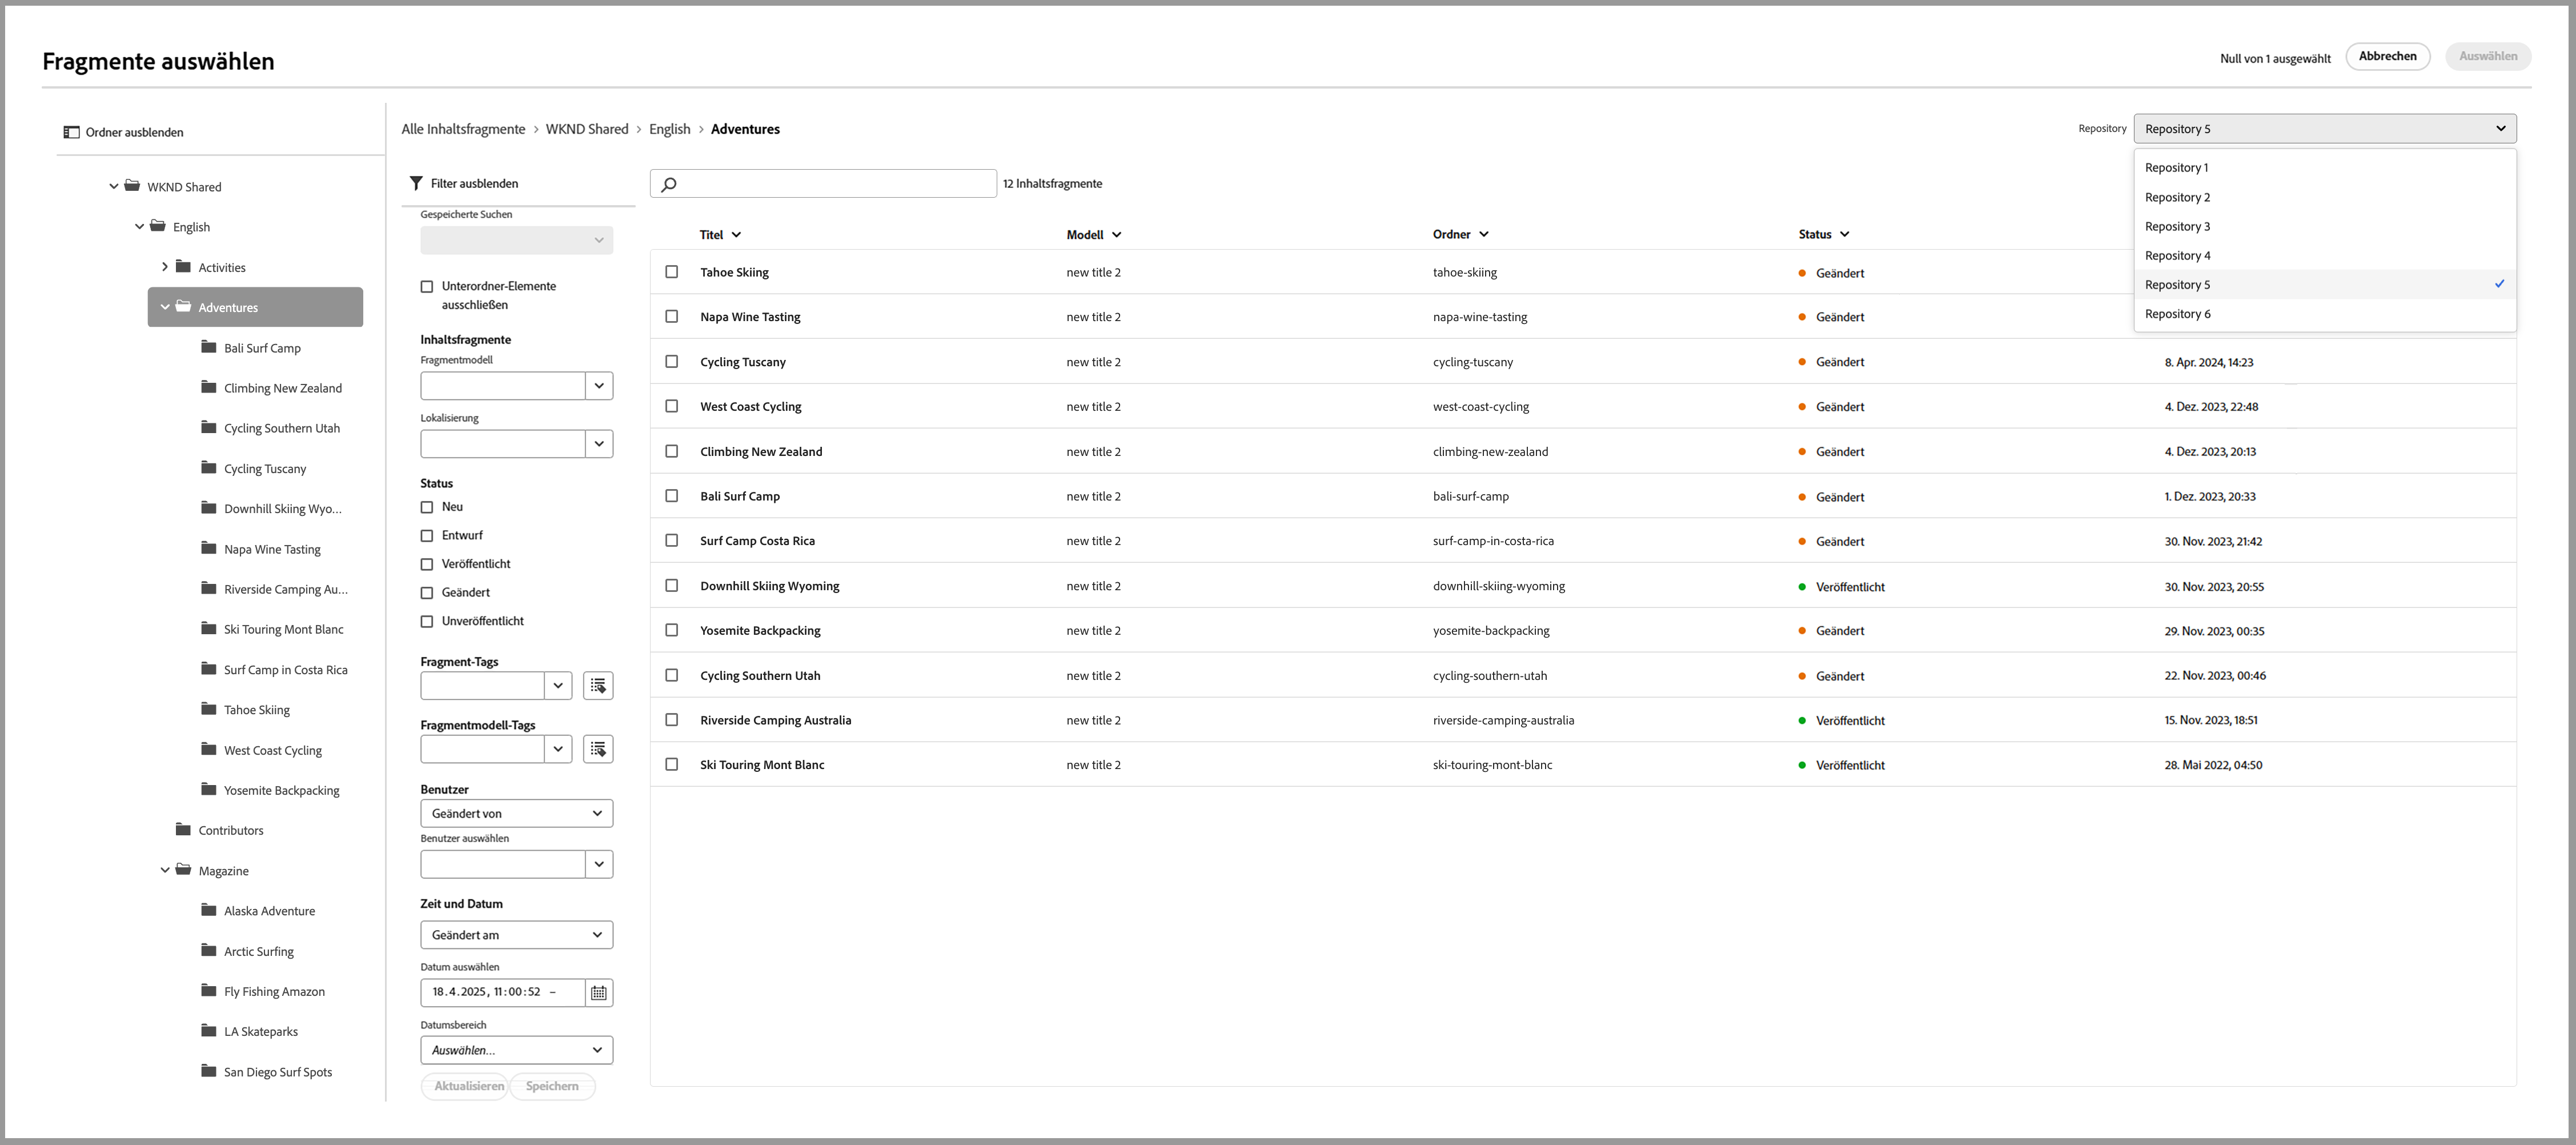 Fragmente auswählen
Null von 1 ausgewählt
Abbrechen
Auswählen
Ordner ausblenden
WKND Shared
English
Activities
Adventures
Bali Surf Camp
Climbing New Zealand
Cycling Southern Utah
Cycling Tuscany
Downhill Skiing Wyo...
Napa Wine Tasting
Riverside Camping Au...
Ski Touring Mont Blanc
Surf Camp in Costa Rica
Tahoe Skiing
West Coast Cycling
Yosemite Backpacking
Contributors
Magazine
Alaska Adventure
Arctic Surfing
Fly Fishing Amazon
LA Skateparks
San Diego Surf Spots
Alle Inhaltsfragmente > WKND Shared > English > Adventures
Repository
Repository 5
Repository 1
Repository 2
Repository 3
Repository 4
Repository 5
Repository 6
Filter ausblenden
Gespeicherte Suchen
Unterordner-Elemente
ausschließen
Inhaltsfragmente
Fragmentmodell
Lokalisierung
Status
Neu
Entwurf
Veröffentlicht
Geändert
Unveröffentlicht
Fragment-Tags
Fragmentmodell-Tags
Benutzer
Geändert von
Benutzer auswählen
Zeit und Datum
Geändert am
Datum auswählen
18.4.2025, 11:00:52 –
Datumsbereich
Auswählen...
Aktualisieren
Speichern
12 Inhaltsfragmente
Titel Modell Ordner Status
Tahoe Skiing new title 2 tahoe-skiing Geändert
Napa Wine Tasting new title 2 napa-wine-tasting Geändert
Cycling Tuscany new title 2 cycling-tuscany Geändert 8. Apr. 2024, 14:23
West Coast Cycling new title 2 west-coast-cycling Geändert 4. Dez. 2023, 22:48
Climbing New Zealand new title 2 climbing-new-zealand Geändert 4. Dez. 2023, 20:13
Bali Surf Camp new title 2 bali-surf-camp Geändert 1. Dez. 2023, 20:33
Surf Camp Costa Rica new title 2 surf-camp-in-costa-rica Geändert 30. Nov. 2023, 21:42
Downhill Skiing Wyoming new title 2 downhill-skiing-wyoming Veröffentlicht 30. Nov. 2023, 20:55
Yosemite Backpacking new title 2 yosemite-backpacking Geändert 29. Nov. 2023, 00:35
Cycling Southern Utah new title 2 cycling-southern-utah Geändert 22. Nov. 2023, 00:46
Riverside Camping Australia new title 2 riverside-camping-australia Veröffentlicht 15. Nov. 2023, 18:51
Ski Touring Mont Blanc new title 2 ski-touring-mont-blanc Veröffentlicht 28. Mai 2022, 04:50